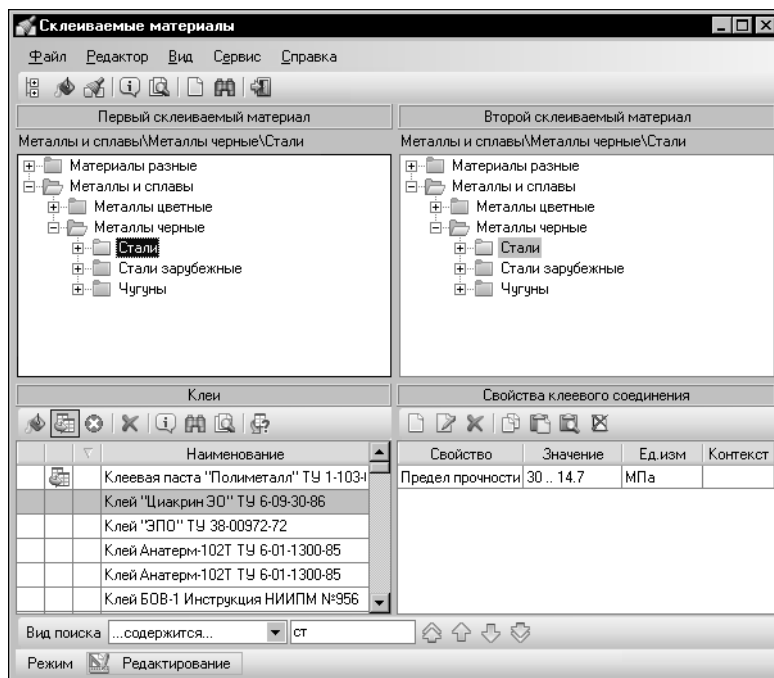 Склеиваемые материалы
Файл Редактор Вид Сервис Справка
Первый склеиваемый материал
Металлы и сплавы\Металлы черные\Стали
Материалы разные
Металлы и сплавы
Металлы цветные
Металлы черные
Стали
Стали зарубежные
Чугуны
Второй склеиваемый материал
Металлы и сплавы\Металлы черные\Стали
Материалы разные
Металлы и сплавы
Металлы цветные
Металлы черные
Стали
Стали зарубежные
Чугуны
Клеи
Наименование
Клеевая паста "Полиметалл" ТУ 1-103-
Клей "Циакрин ЭО" ТУ 6-09-30-86
Клей "ЭПО" ТУ 38-00972-72
Клей Анатерм-102Т ТУ 6-01-1300-85
Клей Анатерм-102Т ТУ 6-01-1300-85
Клей БОВ-1 Инструкция НИИПМ №956
Свойства клеевого соединения
Свойство Значение Ед.изм Контекст
Предел прочности 30 .. 14.7 МПа
Вид поиска ...содержится... ст
Режим Редактирование